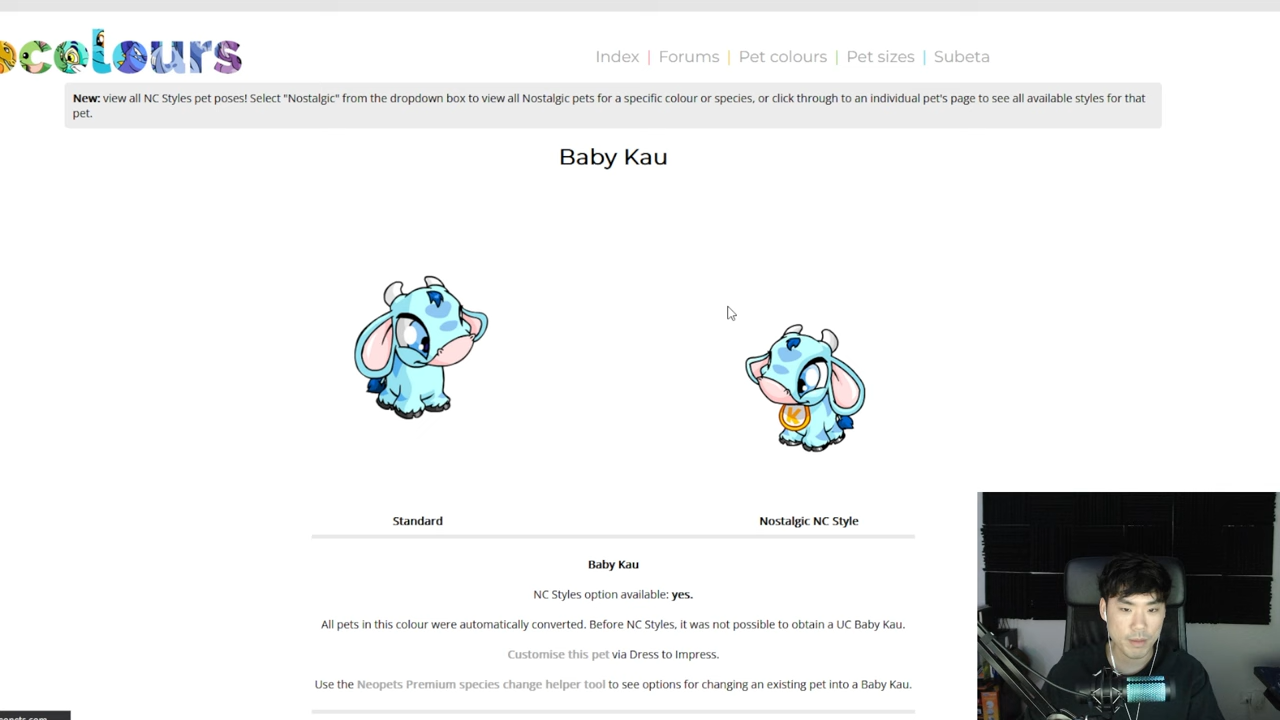 ocolours
Index | Forums | Pet colours | Pet sizes | Subeta
New: view all NC Styles pet poses! Select "Nostalgic" from the dropdown box to view all Nostalgic pets for a specific colour or species, or click through to an individual pet's page to see all available styles for that
pet.
Baby Kau
K
Standard
Nostalgic NC Style
Baby Kau
NC Styles option available: yes.
All pets in this colour were automatically converted. Before NC Styles, it was not possible to obtain a UC Baby Kau.
Customise this pet via Dress to Impress.
Use the Neopets Premium species change helper tool to see options for changing an existing pet into a Baby Kau.